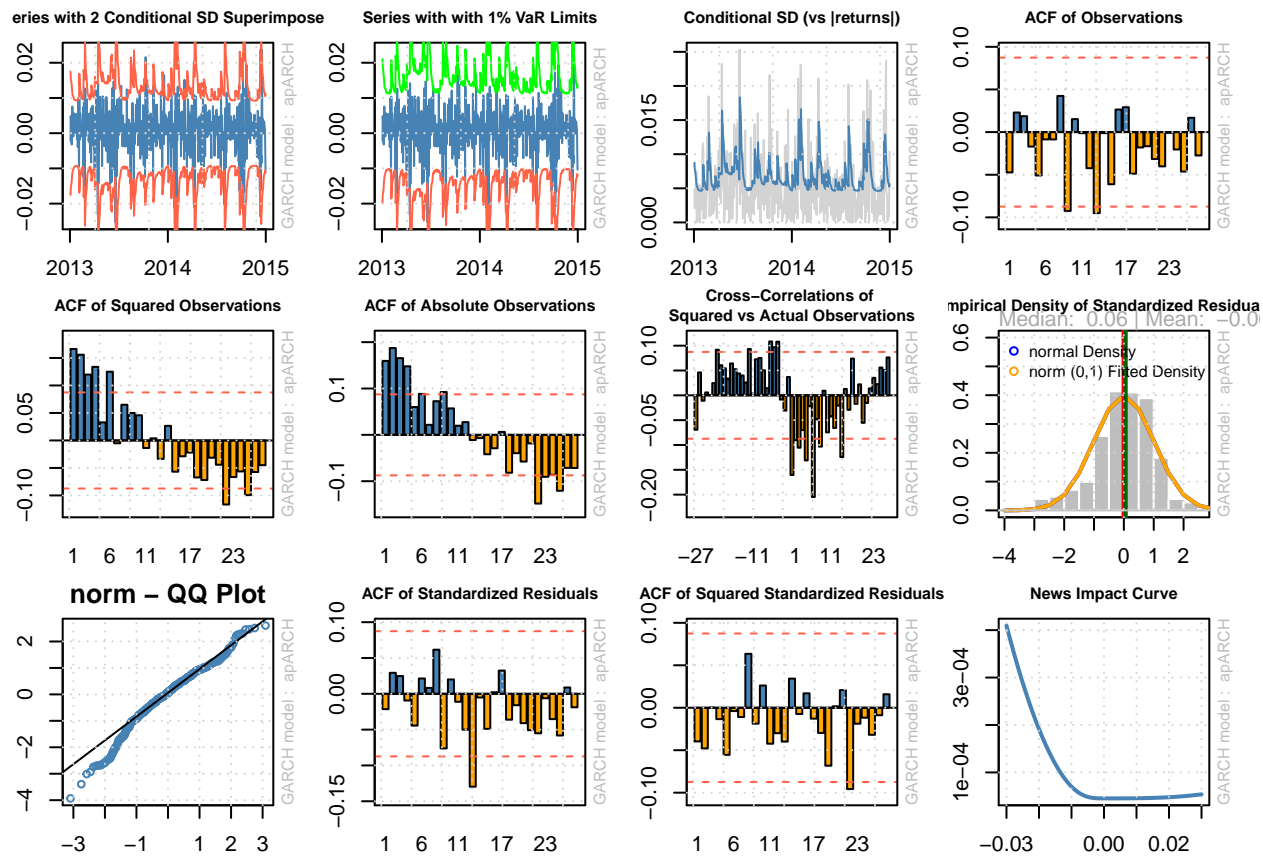 eries with 2 Conditional SD Superimpose
−0.02 0.00 0.02
2013 2014 2015
GARCH model : apARCH
Series with with 1% VaR Limits
−0.02 0.00 0.02
2013 2014 2015
GARCH model : apARCH
Conditional SD (vs |returns|)
0.000 0.015
2013 2014 2015
GARCH model : apARCH
ACF of Observations
−0.10 0.00 0.10
1 6 11 17 23
GARCH model : apARCH
ACF of Squared Observations
−0.10 0.05
1 6 11 17 23
GARCH model : apARCH
ACF of Absolute Observations
−0.1 0.1
1 6 11 17 23
GARCH model : apARCH
Cross−Correlations of
Squared vs Actual Observations
−0.20 −0.05 0.10
−27 −11 1 11 23
GARCH model : apARCH
mpirical Density of Standardized Residua
Median: 0.06 | Mean: −0.0
normal Density
norm (0,1) Fitted Density
0.0 0.2 0.4 0.6
−4 −2 0 1 2
GARCH model : apARCH
norm − QQ Plot
−4 −2 0 2
−3 −1 1 2 3
GARCH model : apARCH
ACF of Standardized Residuals
−0.15 0.00 0.10
1 6 11 17 23
GARCH model : apARCH
ACF of Squared Standardized Residuals
−0.10 0.00 0.10
1 6 11 17 23
GARCH model : apARCH
News Impact Curve
1e−04 3e−04
−0.03 0.00 0.02
GARCH model : apARCH